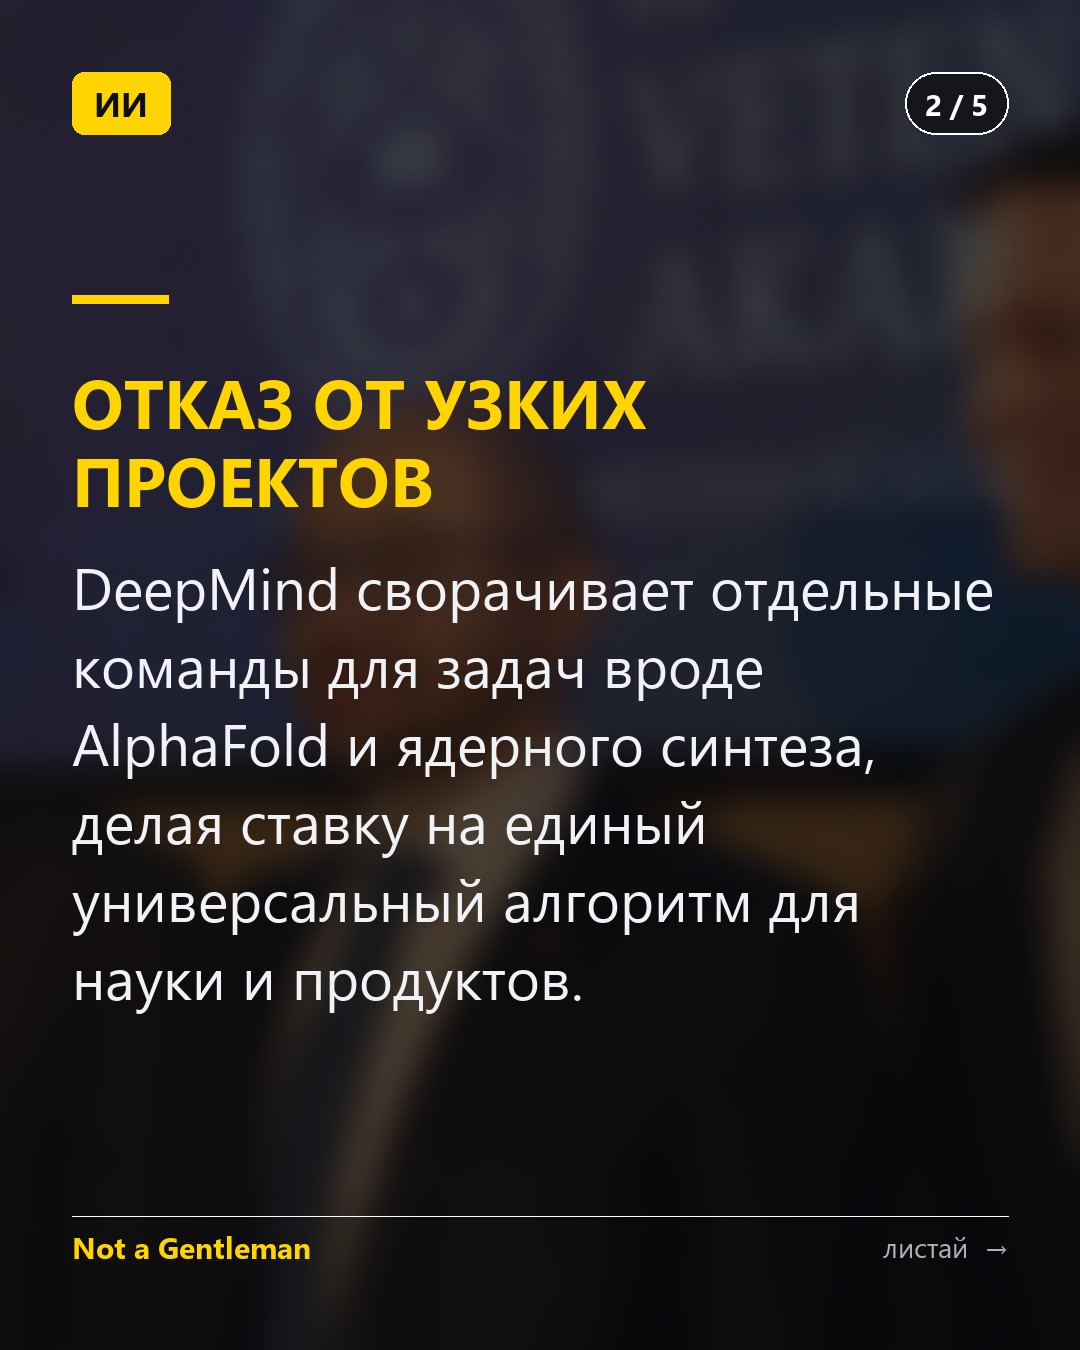 ИИ
2 / 5
ОТКАЗ ОТ УЗКИХ
ПРОЕКТОВ
DeepMind сворачивает отдельные
команды для задач вроде
AlphaFold и ядерного синтеза,
делая ставку на единый
универсальный алгоритм для
науки и продуктов.
Not a Gentleman
листай →